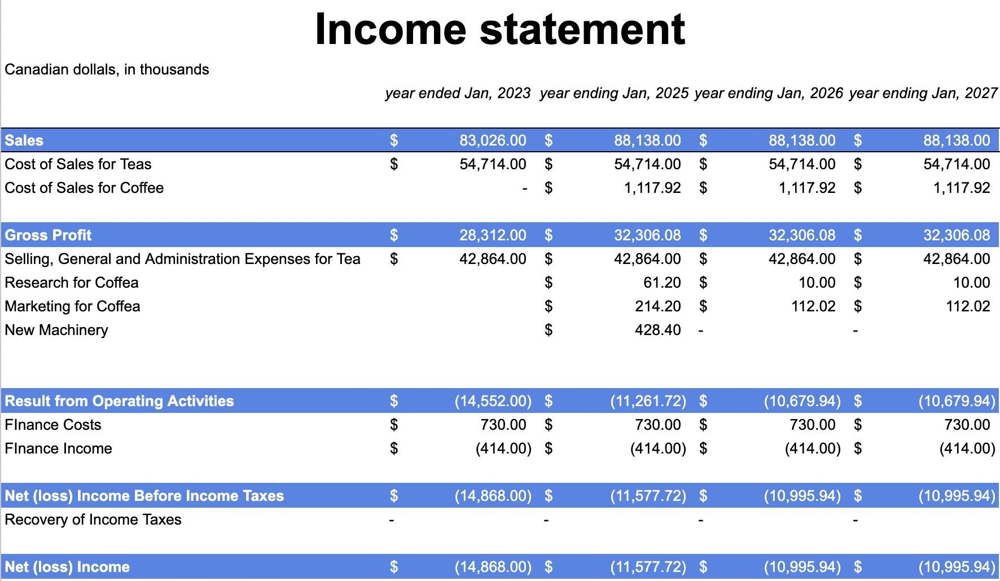 Income statement
Canadian dollals, in thousands
year ended Jan, 2023 year ending Jan, 2025 year ending Jan, 2026 year ending Jan, 2027
Sales $ 83,026.00 $ 88,138.00 $ 88,138.00 $ 88,138.00
Cost of Sales for Teas $ 54,714.00 $ 54,714.00 $ 54,714.00 $ 54,714.00
Cost of Sales for Coffee - $ 1,117.92 $ 1,117.92 $ 1,117.92
Gross Profit $ 28,312.00 $ 32,306.08 $ 32,306.08 $ 32,306.08
Selling, General and Administration Expenses for Tea $ 42,864.00 $ 42,864.00 $ 42,864.00 $ 42,864.00
Research for Coffea $ 61.20 $ 10.00 $ 10.00
Marketing for Coffea $ 214.20 $ 112.02 $ 112.02
New Machinery $ 428.40 - -
Result from Operating Activities $ (14,552.00) $ (11,261.72) $ (10,679.94) $ (10,679.94)
FInance Costs $ 730.00 $ 730.00 $ 730.00 $ 730.00
FInance Income $ (414.00) $ (414.00) $ (414.00) $ (414.00)
Net (loss) Income Before Income Taxes $ (14,868.00) $ (11,577.72) $ (10,995.94) $ (10,995.94)
Recovery of Income Taxes - - - -
Net (loss) Income $ (14,868.00) $ (11,577.72) $ (10,995.94) $ (10,995.94)